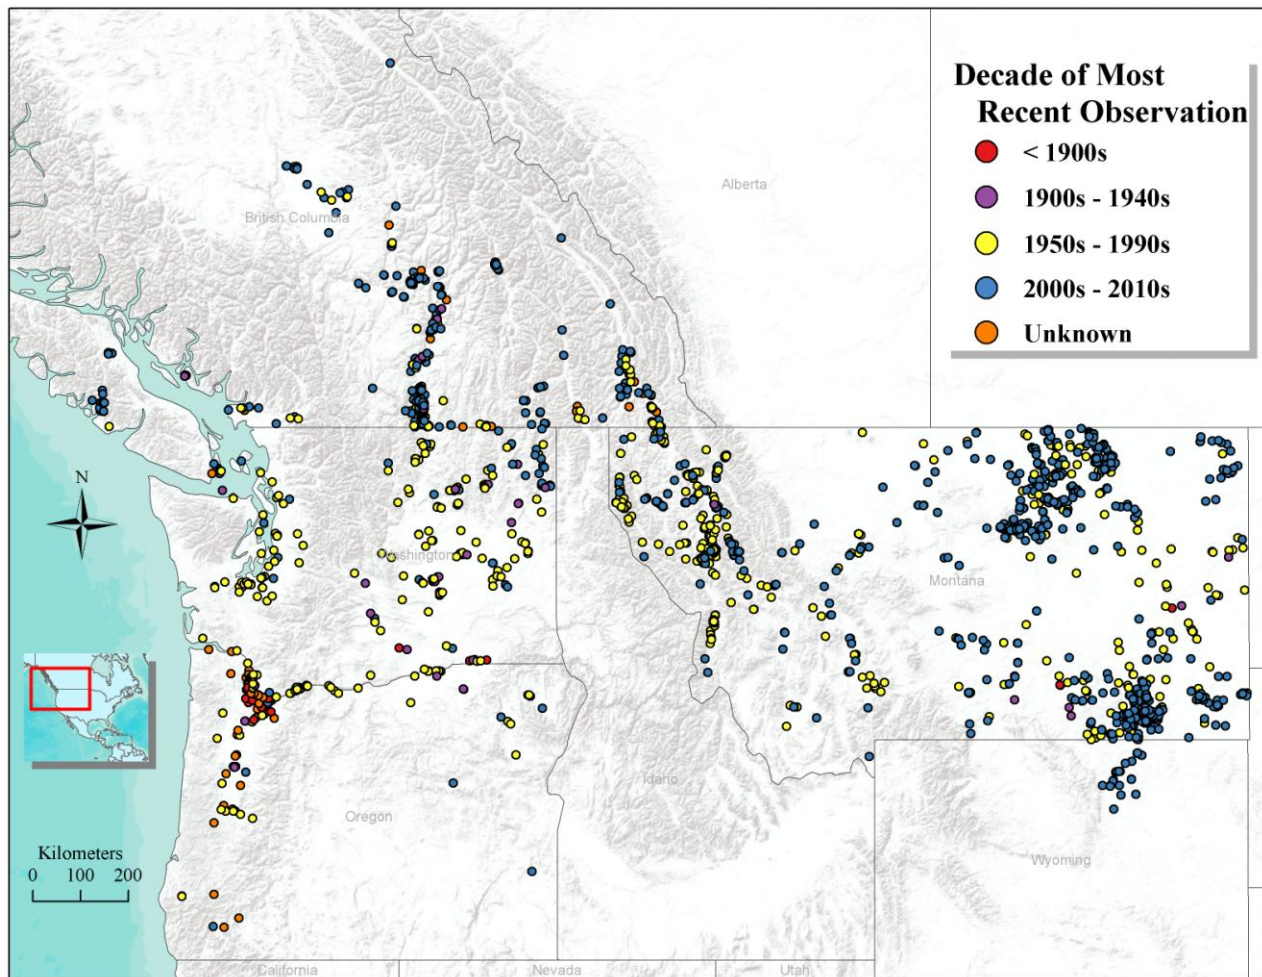 Decade of Most
Recent Observation
< 1900s
1900s - 1940s
1950s - 1990s
2000s - 2010s
Unknown
Alberta
British Columbia
N
Washington
Montana
Idaho
Oregon
Wyoming
Kilometers
0 100 200
California
Nevada
Utah